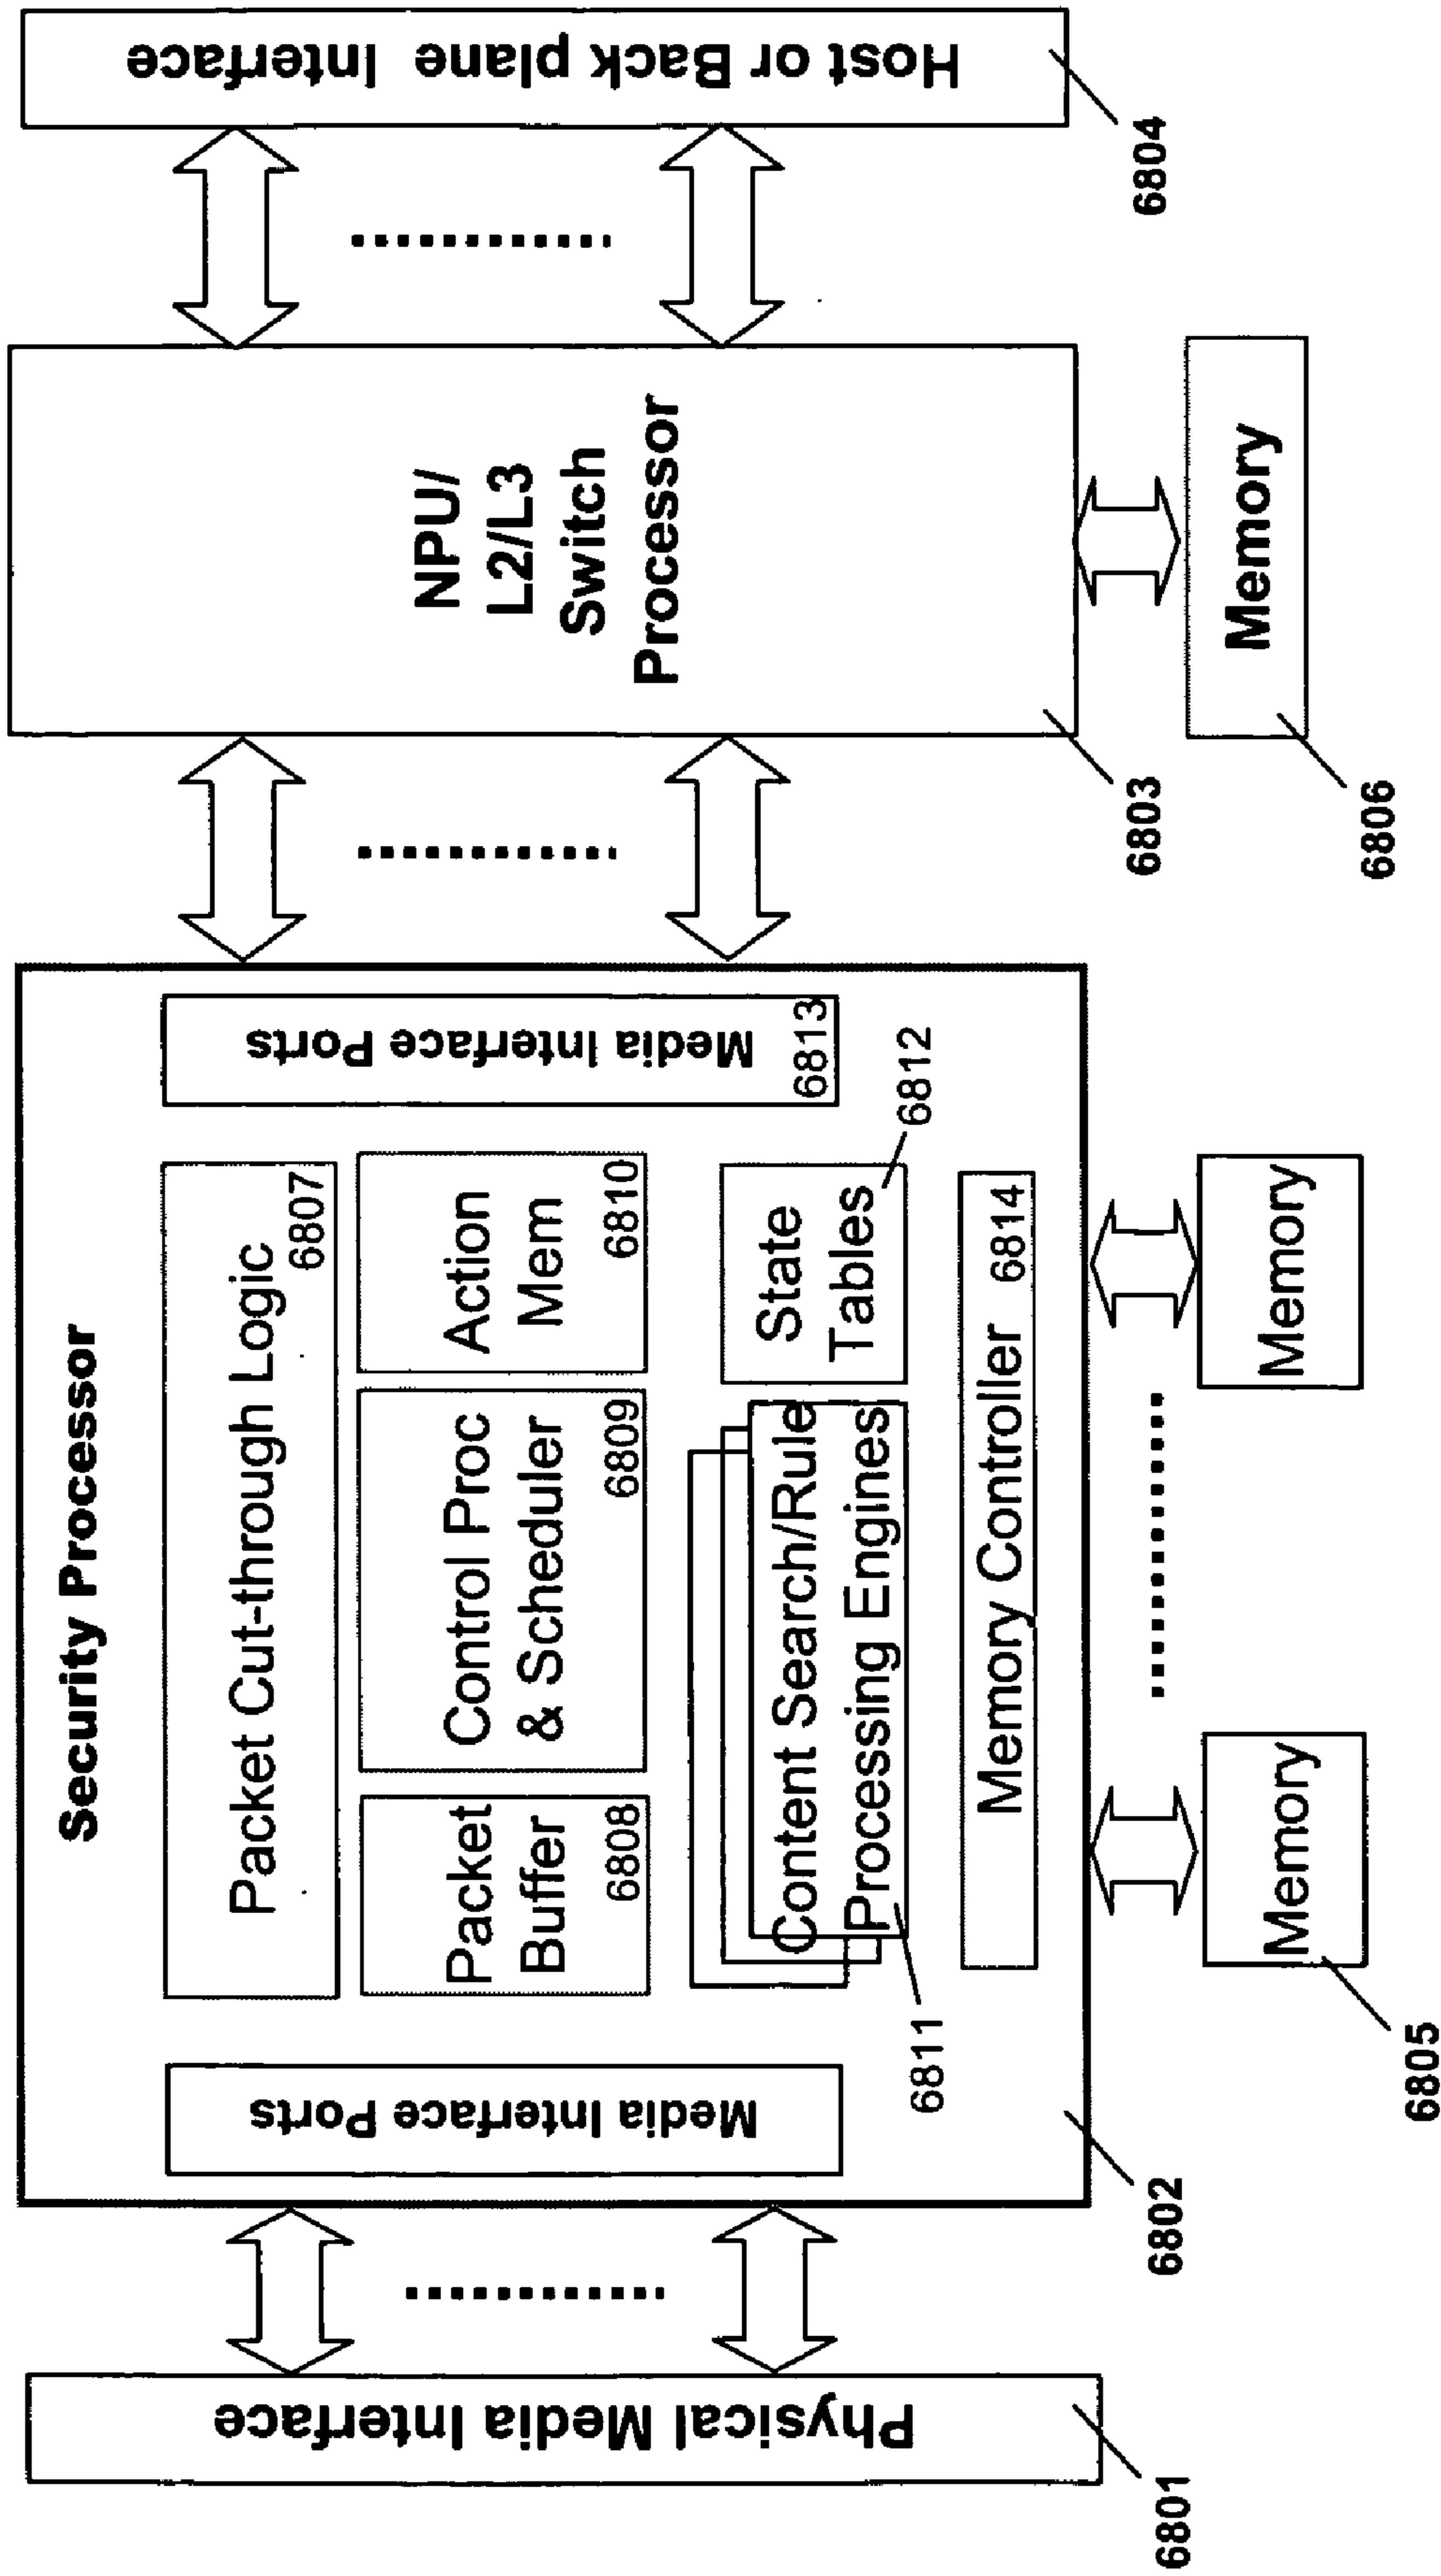 Security Processor
Physical Media Interface
6801
Media Interface Ports
6802
Packet Cut-through Logic
6807
Packet
Buffer
6808
Control Proc
& Scheduler
6809
Action
Mem
6810
Content Search/Rule
Processing Engines
6811
State
Tables
6812
Memory Controller 6814
Media Interface Ports
6813
Memory
6805
Memory
NPU/
L2/L3
Switch
Processor
6803
Memory
6806
Host or Back plane Interface
6804